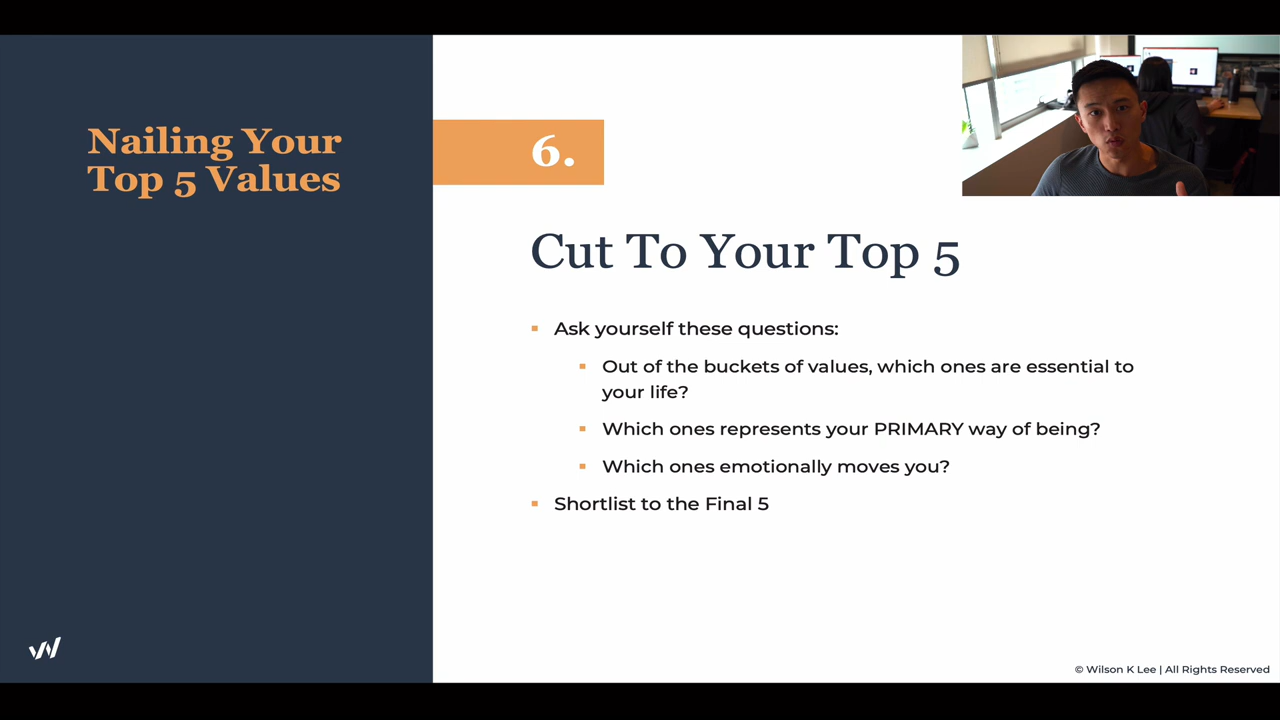 Nailing Your
Top 5 Values
6.
Cut To Your Top 5
Ask yourself these questions:
Out of the buckets of values, which ones are essential to
your life?
Which ones represents your PRIMARY way of being?
Which ones emotionally moves you?
Shortlist to the Final 5
© Wilson K Lee | All Rights Reserved